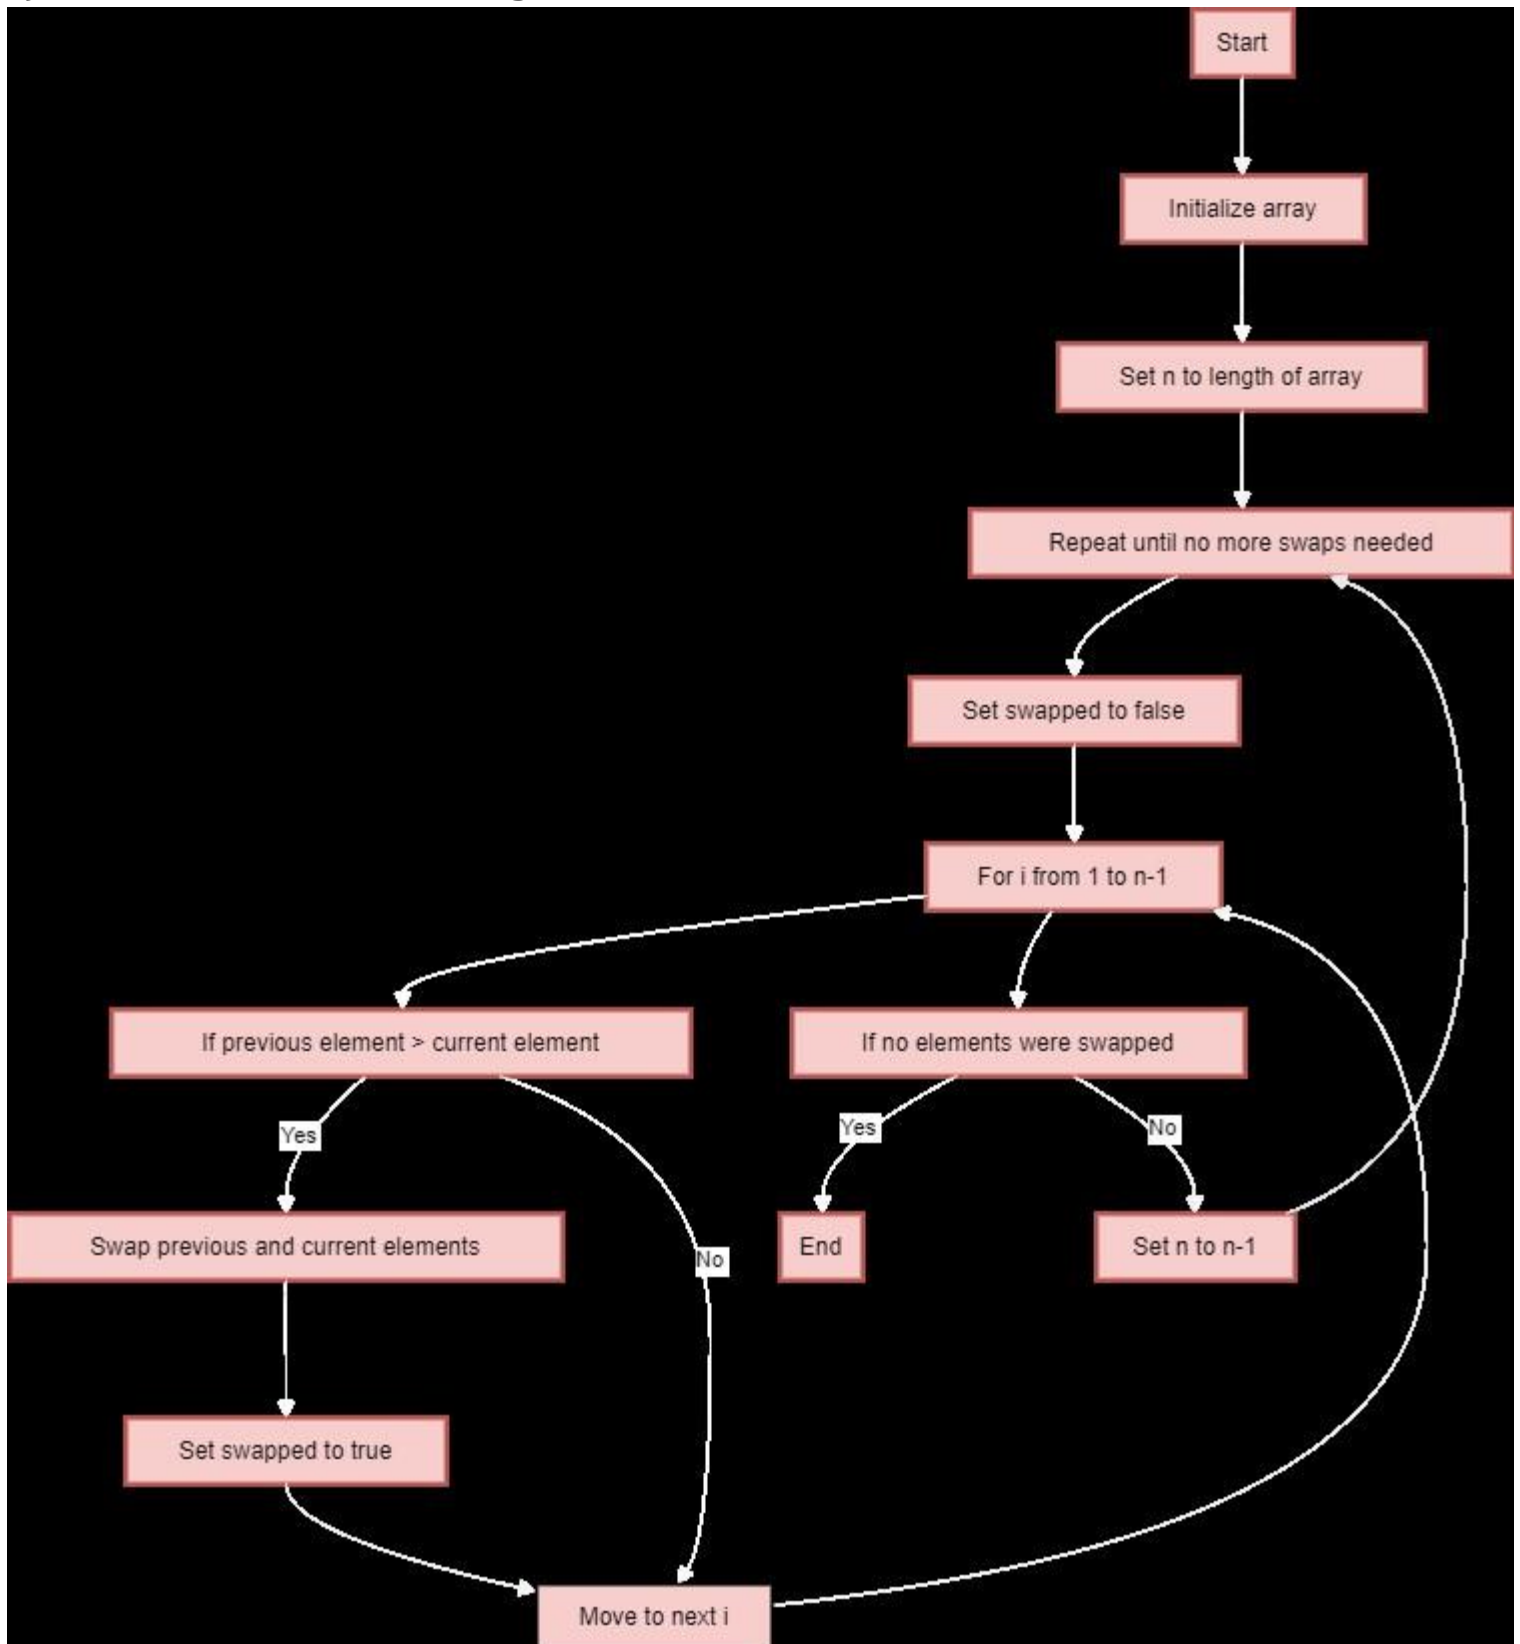 Start
Initialize array
Set n to length of array
Repeat until no more swaps needed
Set swapped to false
For i from 1 to n-1
If previous element > current element
If no elements were swapped
Yes
Yes
No
Swap previous and current elements
No
End
Set n to n-1
Set swapped to true
Move to next i